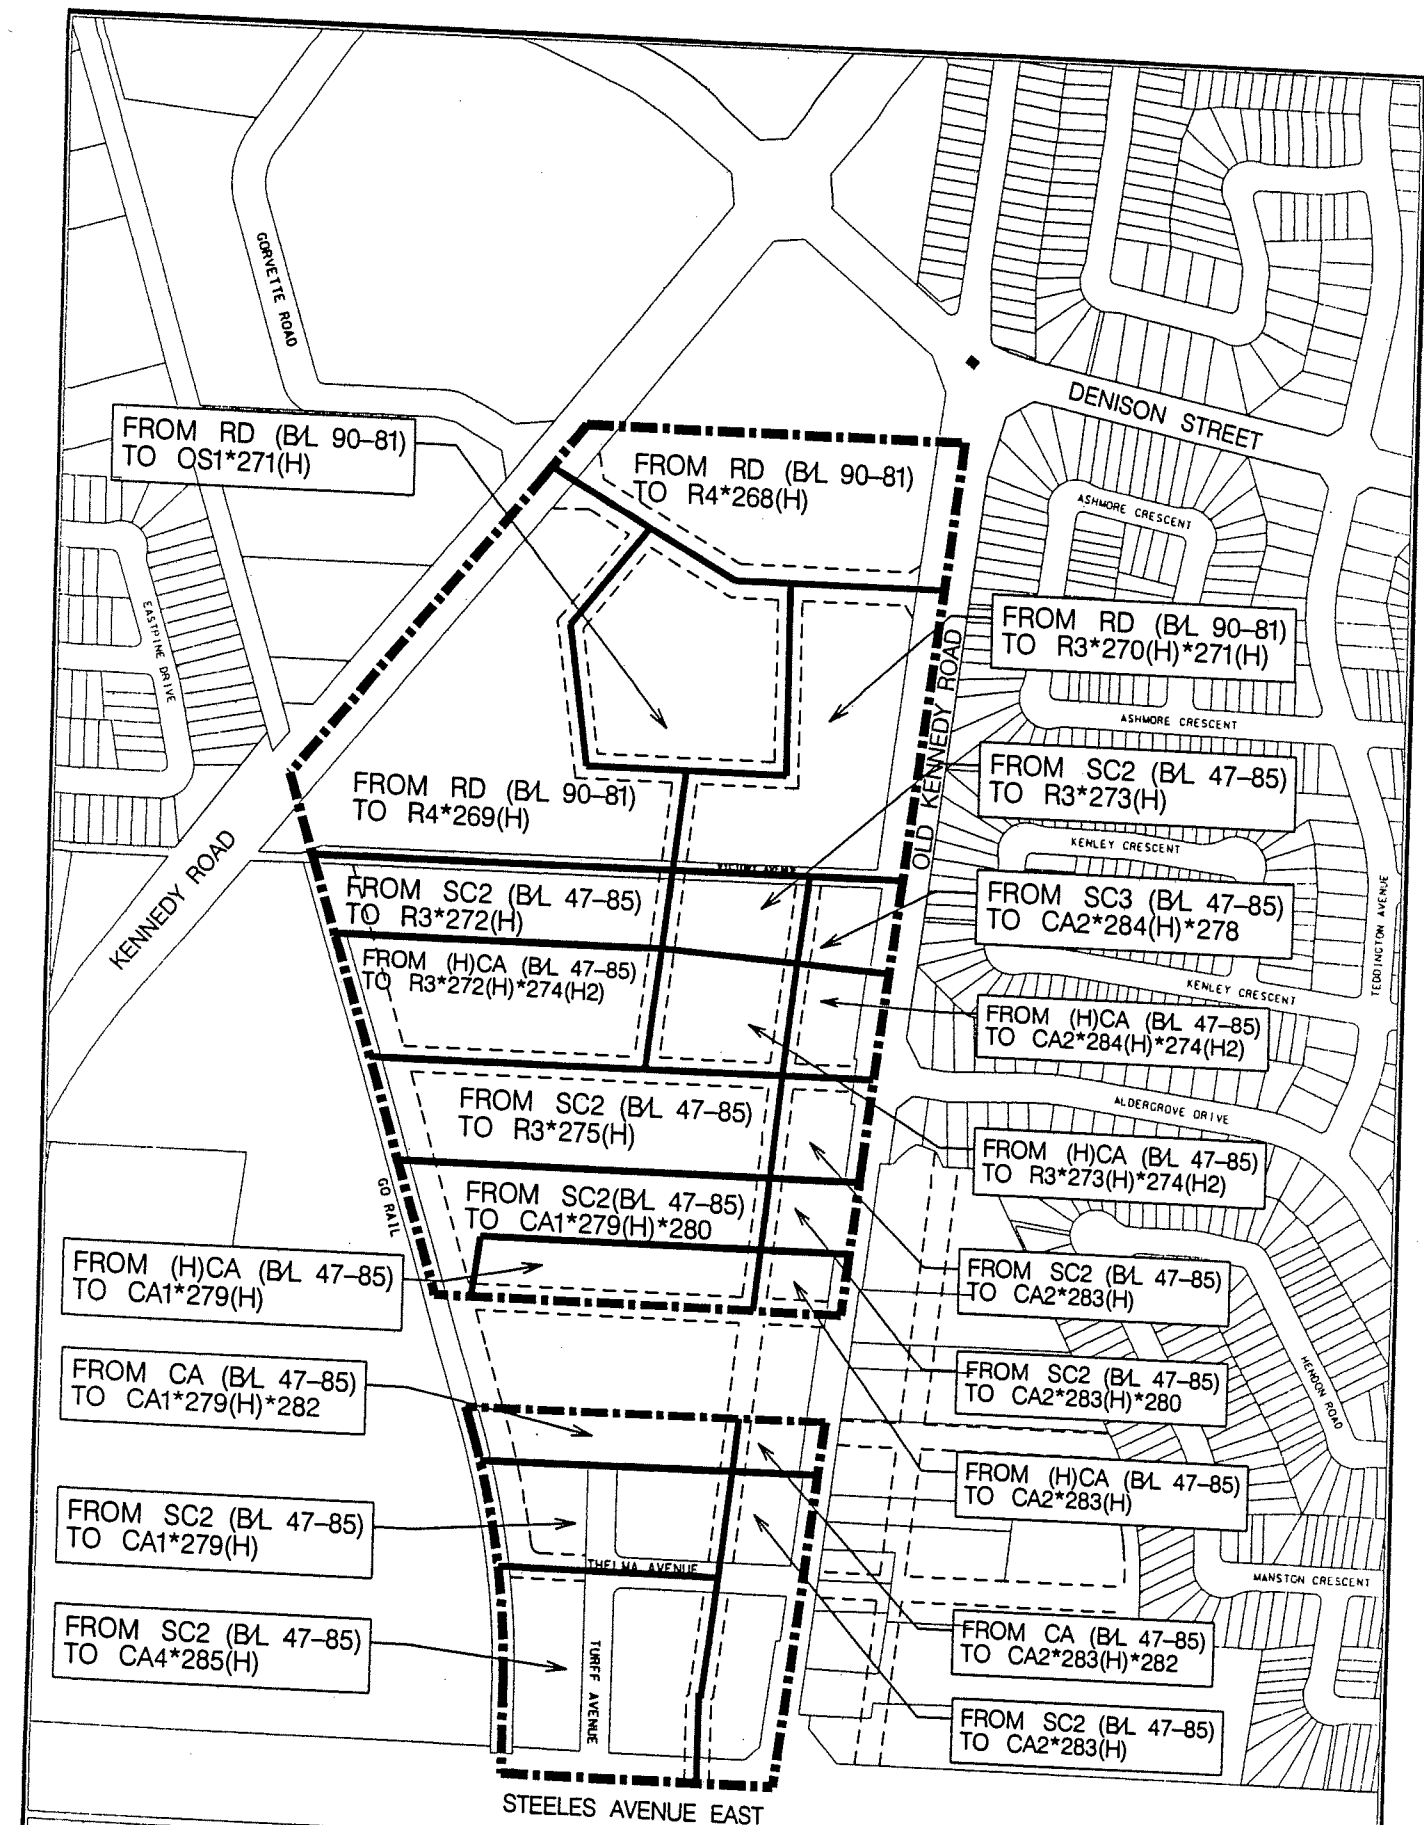 GORVETTE ROAD
DENISON STREET
FROM RD (B/L 90-81)
TO OS1*271(H)
FROM RD (B/L 90-81)
TO R4*268(H)
ASHMORE CRESCENT
EASTPINE DRIVE
FROM RD (B/L 90-81)
TO R3*270(H)*271(H)
ASHMORE CRESCENT
OLD KENNEDY ROAD
FROM SC2 (B/L 47-85)
TO R3*273(H)
FROM RD (B/L 90-81)
TO R4*269(H)
KENNEDY ROAD
KENLEY CRESCENT
FROM SC2 (B/L 47-85)
TO R3*272(H)
FROM SC3 (B/L 47-85)
TO CA2*284(H)*278
TEDDINGTON AVENUE
FROM (H)CA (B/L 47-85)
TO R3*272(H)*274(H2)
KENLEY CRESCENT
FROM (H)CA (B/L 47-85)
TO CA2*284(H)*274(H2)
FROM SC2 (B/L 47-85)
TO R3*275(H)
ALDERGROVE DRIVE
FROM (H)CA (B/L 47-85)
TO R3*273(H)*274(H2)
GO RAIL
FROM SC2(B/L 47-85)
TO CA1*279(H)*280
FROM (H)CA (B/L 47-85)
TO CA1*279(H)
FROM SC2 (B/L 47-85)
TO CA2*283(H)
FROM CA (B/L 47-85)
TO CA1*279(H)*282
FROM SC2 (B/L 47-85)
TO CA2*283(H)*280
HENDON ROAD
FROM (H)CA (B/L 47-85)
TO CA2*283(H)
FROM SC2 (B/L 47-85)
TO CA1*279(H)
THELMA AVENUE
MANSTON CRESCENT
FROM SC2 (B/L 47-85)
TO CA4*285(H)
TURFF AVENUE
FROM CA (B/L 47-85)
TO CA2*283(H)*282
FROM SC2 (B/L 47-85)
TO CA2*283(H)
STEELES AVENUE EAST